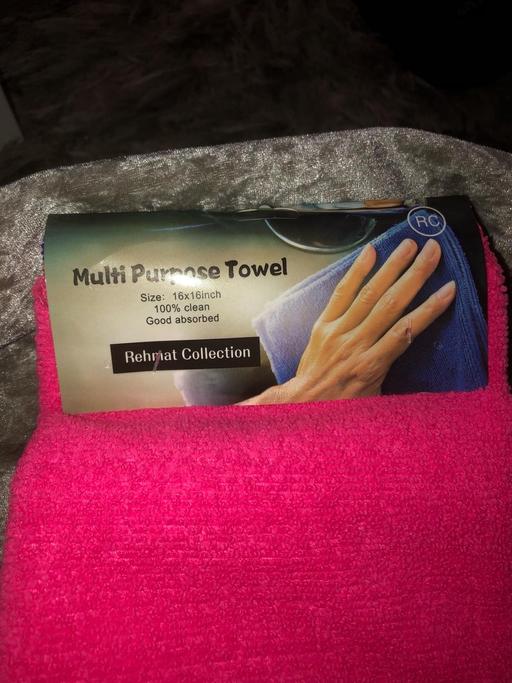 RC
Multi Purpose Towel
Size: 16x16inch
100% clean
Good absorbed
Rehmat Collection